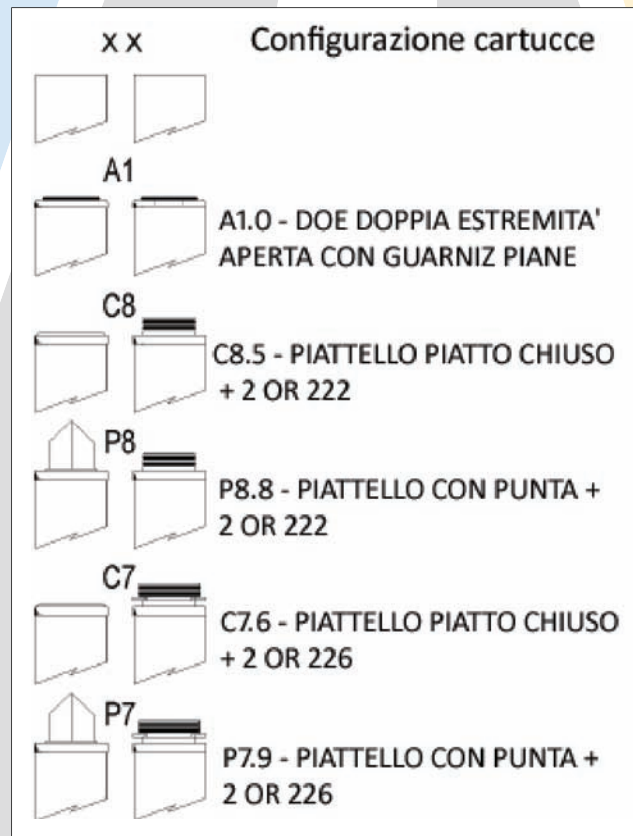 x x Configurazione cartucce
A1
A1.0 - DOE DOPPIA ESTREMITA'
APERTA CON GUARNIZ PIANE
C8
C8.5 - PIATTELLO PIATTO CHIUSO
+ 2 OR 222
P8
P8.8 - PIATTELLO CON PUNTA +
2 OR 222
C7
C7.6 - PIATTELLO PIATTO CHIUSO
+ 2 OR 226
P7
P7.9 - PIATTELLO CON PUNTA +
2 OR 226